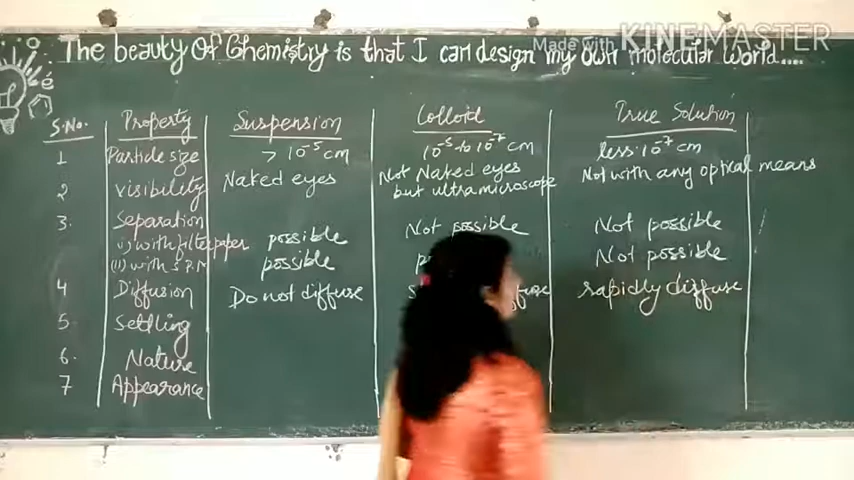 Made with KINEMASTER
The beauty Of Chemistry is that I can design my own molecular world....
S.No. Property Suspension Colloid True Solution
1 Particle size > 10⁻⁵ cm 10⁻⁵ to 10⁻⁷ cm less 10⁻⁷ cm
2 visibility Naked eyes Not Naked eyes but ultramicroscope Not with any optical means
3. Separation
i) with filter paper possible Not possible Not possible
(ii) with S.P.M possible Not possible
4 Diffusion Do not diffuse diffuse rapidly diffuse
5. Settling
6. Nature
7 Appearance